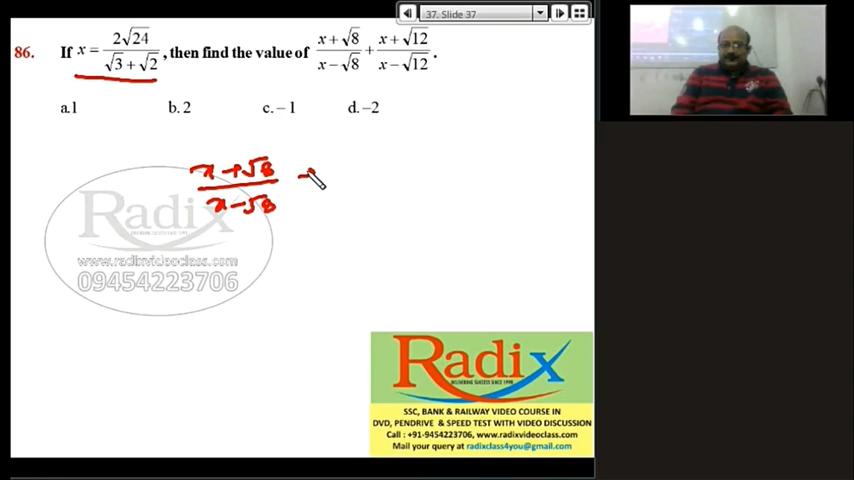 37. Slide 37
86. If x = 2√24 / (√3 + √2) , then find the value of (x + √8)/(x − √8) + (x + √12)/(x − √12) .
a.1 b. 2 c. – 1 d. –2
x + √8
x − √8
Radix
www.radixvideoclass.com
09454223706
Radix
DELIVERING SUCCESS SINCE 1998
SSC, BANK & RAILWAY VIDEO COURSE IN
DVD, PENDRIVE & SPEED TEST WITH VIDEO DISCUSSION
Call : +91-9454223706, www.radixvideoclass.com
Mail your query at radixclass4you@gmail.com